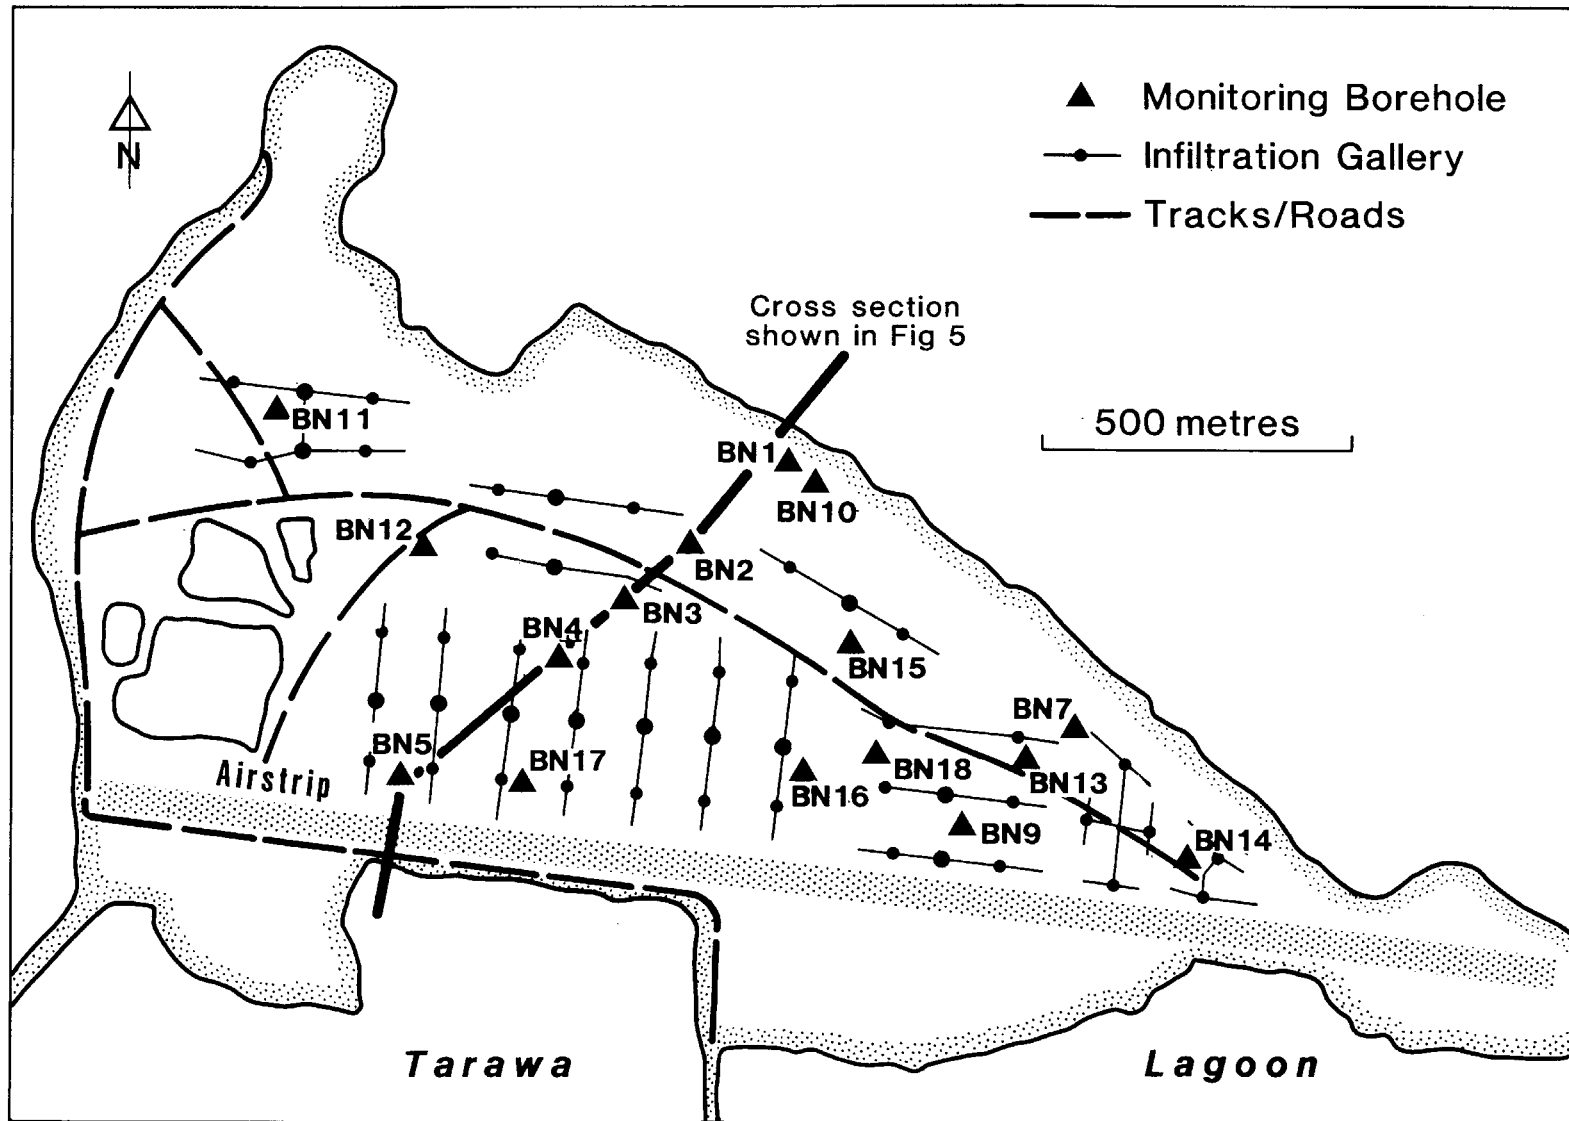 N
Monitoring Borehole
Infiltration Gallery
Tracks/Roads
Cross section
shown in Fig 5
500 metres
BN11
BN1
BN10
BN12
BN2
BN3
BN4
BN15
BN7
BN5
BN17
BN18
BN13
BN16
Airstrip
BN9
BN14
Tarawa
Lagoon